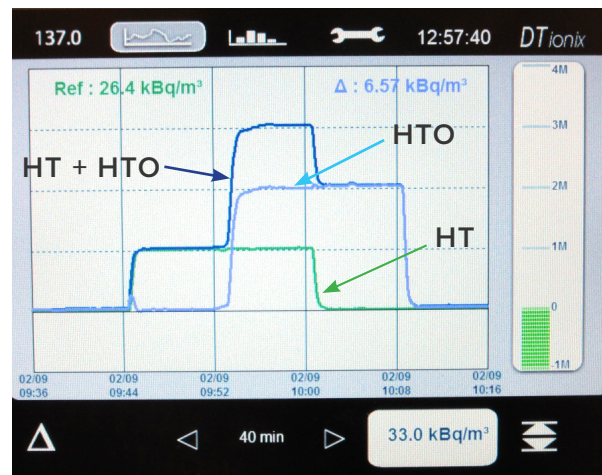 137.0 12:57:40 DTionix
Ref : 26.4 kBq/m³ Δ : 6.57 kBq/m³
4M
3M
2M
1M
0
-1M
HTO
HT + HTO
HT
02/09 02/09 02/09 02/09 02/09 02/09
09:36 09:44 09:52 10:00 10:08 10:16
Δ 40 min 33.0 kBq/m³